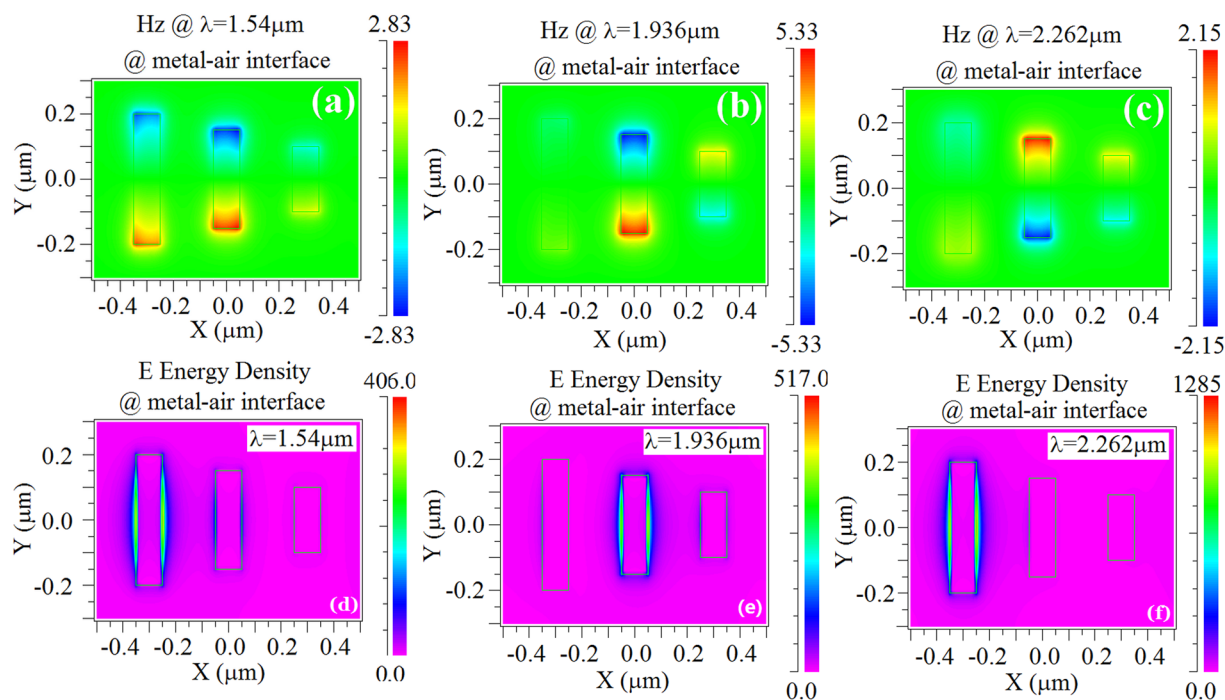 Hz @ λ=1.54μm 2.83
@ metal-air interface
(a)
0.2
0.0
-0.2
Y (μm)
-0.4 -0.2 0.0 0.2 0.4
X (μm)
-2.83
Hz @ λ=1.936μm 5.33
@ metal-air interface
(b)
0.2
0.0
-0.2
Y (μm)
-0.4 -0.2 0.0 0.2 0.4
X (μm)
-5.33
Hz @ λ=2.262μm 2.15
@ metal-air interface
(c)
0.2
0.0
-0.2
Y (μm)
-0.4 -0.2 0.0 0.2 0.4
X (μm)
-2.15
E Energy Density 406.0
@ metal-air interface
λ=1.54μm
0.2
0.0
-0.2
Y (μm)
(d)
-0.4 -0.2 0.0 0.2 0.4
X (μm)
0.0
E Energy Density 517.0
@ metal-air interface
λ=1.936μm
0.2
0.0
-0.2
Y (μm)
(e)
-0.4 -0.2 0.0 0.2 0.4
X (μm)
0.0
E Energy Density 1285
@ metal-air interface
λ=2.262μm
0.2
0.0
-0.2
Y (μm)
(f)
-0.4 -0.2 0.0 0.2 0.4
X (μm)
0.0